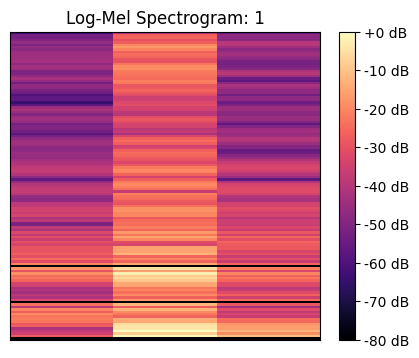 Log-Mel Spectrogram: 1
+0 dB
-10 dB
-20 dB
-30 dB
-40 dB
-50 dB
-60 dB
-70 dB
-80 dB